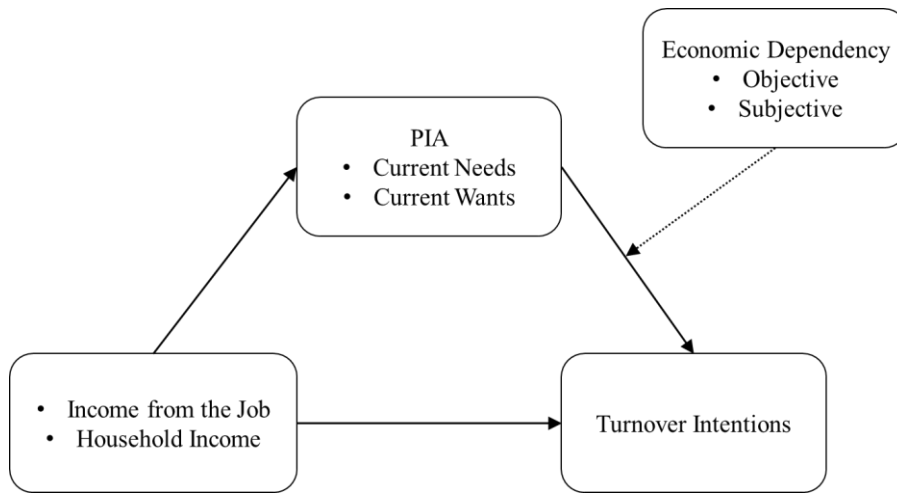 Economic Dependency
• Objective
• Subjective
PIA
• Current Needs
• Current Wants
• Income from the Job
• Household Income
Turnover Intentions